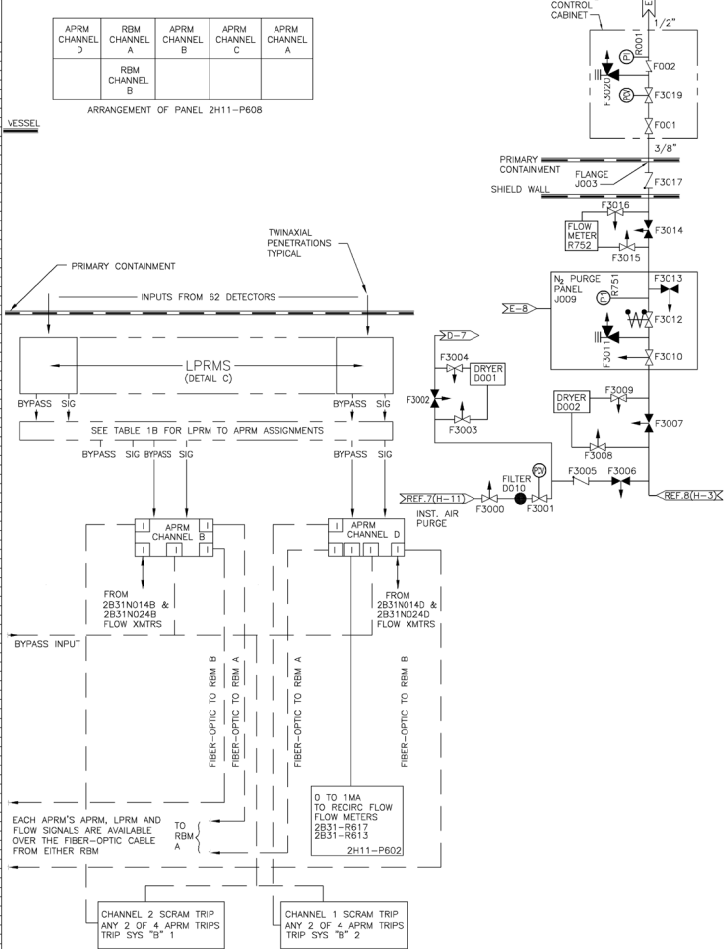 CONTROL
CABINET
1/2"
R001
PI
F002
F3020
PCV
F3019
F001
3/8"
APRM
CHANNEL
RBM
CHANNEL
A
APRM
CHANNEL
B
APRM
CHANNEL
C
APRM
CHANNEL
A
RBM
CHANNEL
B
ARRANGEMENT OF PANEL 2H11-P608
VESSEL
PRIMARY
CONTAINMENT
FLANGE
J003
F3017
SHIELD WALL
F3016
FLOW
METER
R752
F3014
F3015
TWINAXIAL
PENETRATIONS
TYPICAL
PRIMARY CONTAINMENT
INPUTS FROM 62 DETECTORS
N2 PURGE
PANEL
J009
R751
F3013
E-8
F3012
F3011
F3010
D-7
LPRMS
(DETAIL C)
F3004
DRYER
D001
F3002
F3003
DRYER
D002
F3009
F3007
F3008
BYPASS SIG
BYPASS SIG
SEE TABLE 1B FOR LPRM TO APRM ASSIGNMENTS
BYPASS SIG BYPASS SIG
BYPASS SIG
PCV
FILTER
D010
F3005
F3006
REF.7(H-11)
F3000
F3001
REF.8(H-3)
INST. AIR
PURGE
APRM
CHANNEL B
I
I
I
I
I
APRM
CHANNEL D
I
I
I
I
I
I
FROM
2B31N014B &
2B31N024B
FLOW XMTRS
FROM
2B31N014D &
2B31N024D
FLOW XMTRS
BYPASS INPUT
FIBER-OPTIC TO RBM B
FIBER-OPTIC TO RBM A
FIBER-OPTIC TO RBM A
FIBER-OPTIC TO RBM B
0 TO 1MA
TO RECIRC FLOW
FLOW METERS
2B31-R617
2B31-R613
2H11-P602
EACH APRM'S APRM, LPRM AND
FLOW SIGNALS ARE AVAILABLE
OVER THE FIBER-OPTIC CABLE
FROM EITHER RBM
TO
RBM
A
CHANNEL 2 SCRAM TRIP
ANY 2 OF 4 APRM TRIPS
TRIP SYS "B" 1
CHANNEL 1 SCRAM TRIP
ANY 2 OF 4 APRM TRIPS
TRIP SYS "B" 2